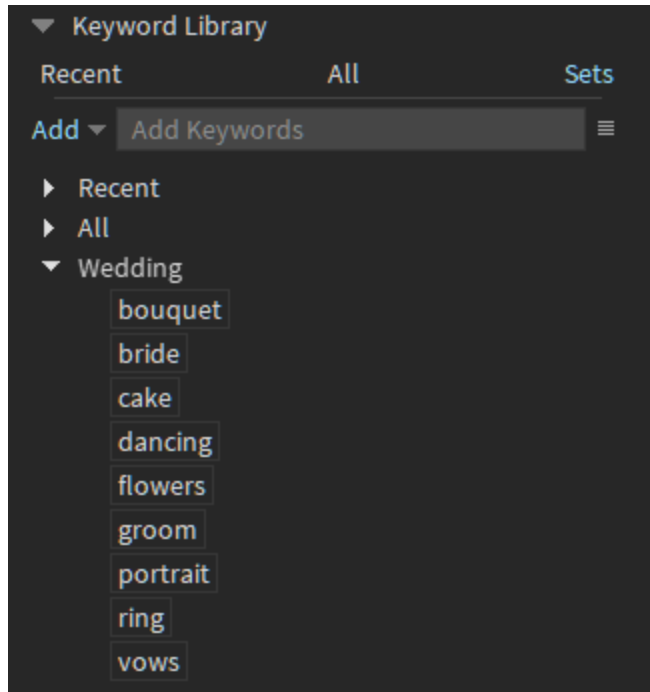 Keyword Library
Recent All Sets
Add Add Keywords
Recent
All
Wedding
bouquet
bride
cake
dancing
flowers
groom
portrait
ring
vows